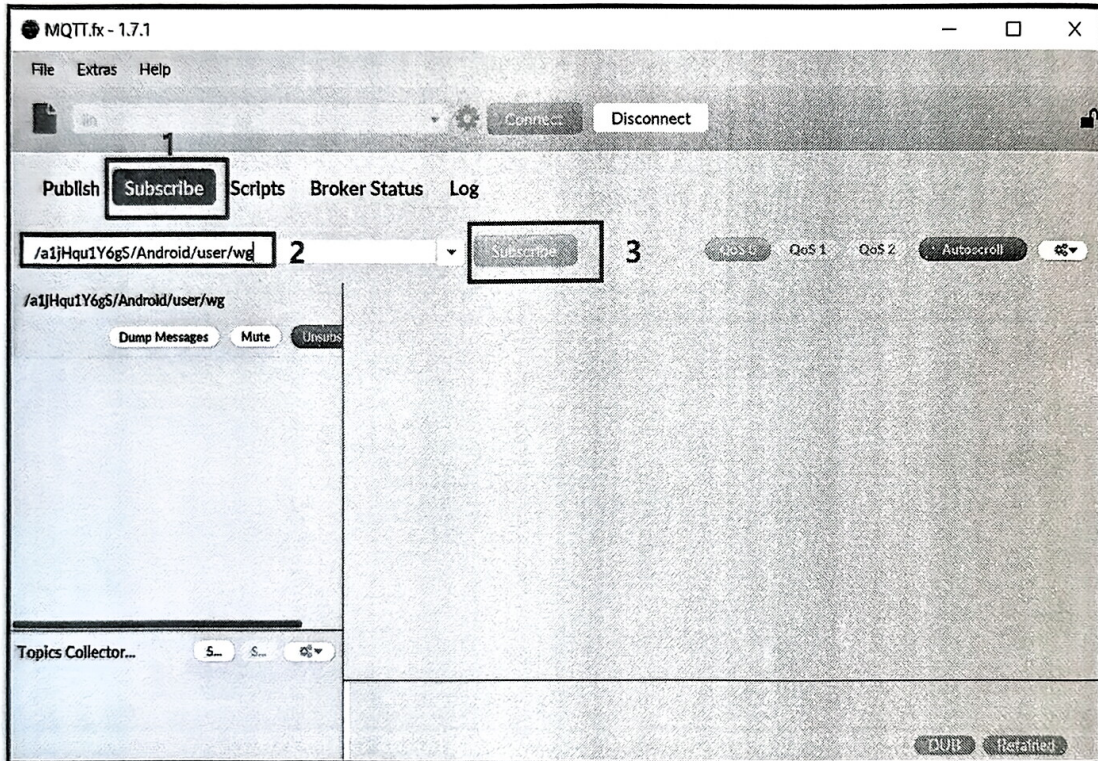 MQTT.fx - 1.7.1
File Extras Help
lin Connect Disconnect
1
Publish Subscribe Scripts Broker Status Log
/a1jHqu1Y6gS/Android/user/wg 2 Subscribe 3 QoS 0 QoS 1 QoS 2 Autoscroll
/a1jHqu1Y6gS/Android/user/wg
Dump Messages Mute Unsubs
Topics Collector... S... S...
DUB Retained